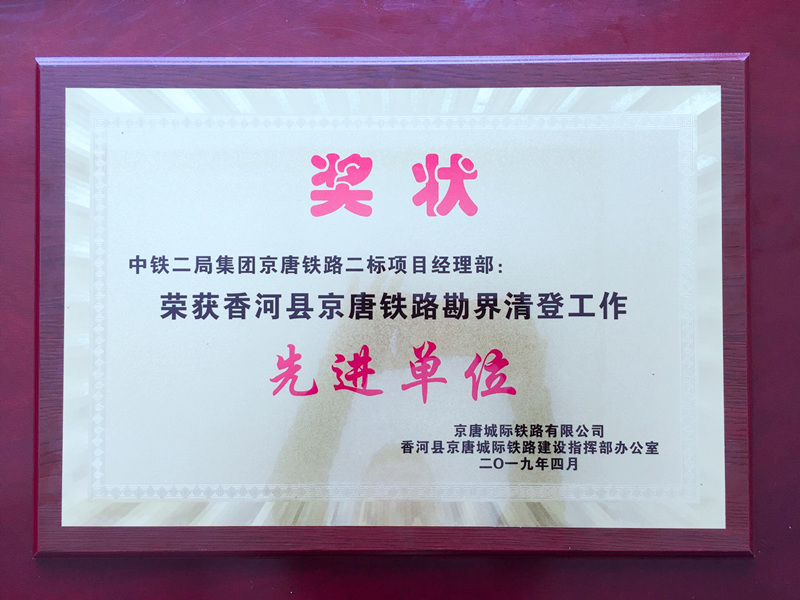 奖状
中铁二局集团京唐铁路二标项目经理部：
荣获香河县京唐铁路勘界清登工作
先进单位
京唐城际铁路有限公司
香河县京唐城际铁路建设指挥部办公室
二〇一九年四月